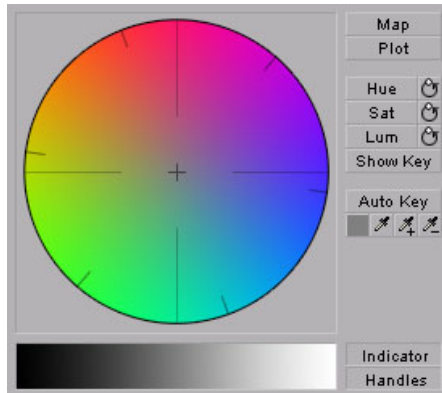 Map
Plot
Hue
Sat
Lum
Show Key
Auto Key
Indicator
Handles